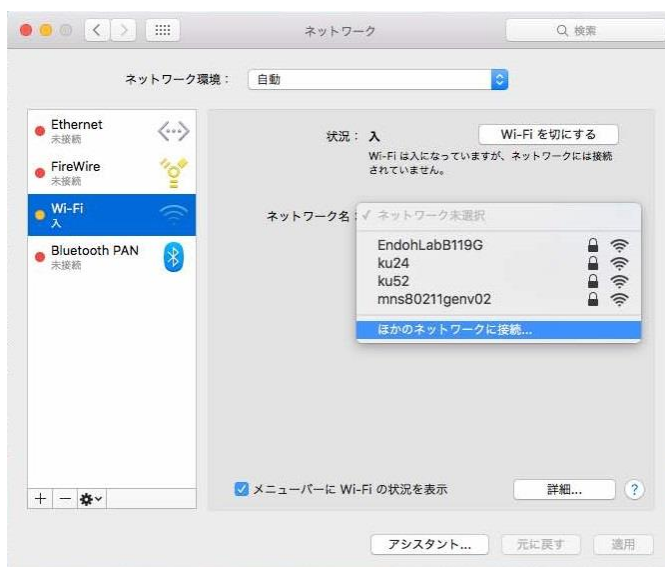 ネットワーク
検索
ネットワーク環境：
自動
Ethernet
未接続
FireWire
未接続
Wi-Fi
入
Bluetooth PAN
未接続
状況：
入
Wi-Fi を切にする
Wi-Fi は入になっていますが、ネットワークには接続
されていません。
ネットワーク名：
✓ ネットワーク未選択
EndohLabB119G
ku24
ku52
mns80211genv02
ほかのネットワークに接続...
メニューバーに Wi-Fi の状況を表示
詳細...
?
アシスタント...
元に戻す
適用